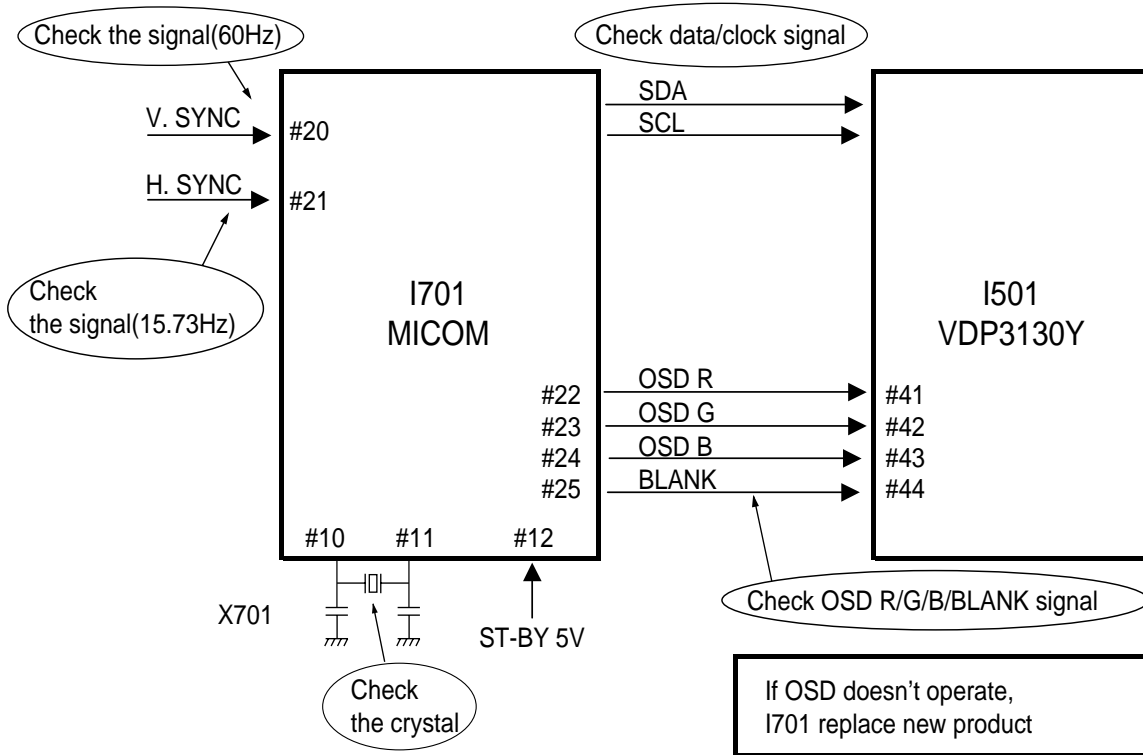 Check the signal(60Hz)
Check data/clock signal
V. SYNC
#20
H. SYNC
#21
Check
the signal(15.73Hz)
I701
MICOM
SDA
SCL
I501
VDP3130Y
#22
OSD R
#41
#23
OSD G
#42
#24
OSD B
#43
#25
BLANK
#44
#10
#11
#12
X701
ST-BY 5V
Check
the crystal
Check OSD R/G/B/BLANK signal
If OSD doesn't operate,
I701 replace new product